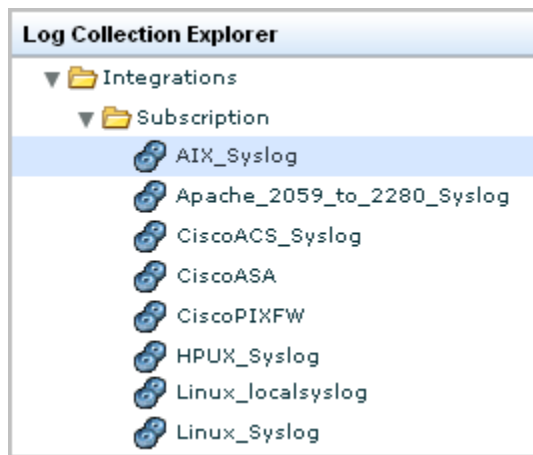 Log Collection Explorer
Integrations
Subscription
AIX_Syslog
Apache_2059_to_2280_Syslog
CiscoACS_Syslog
CiscoASA
CiscoPIXFW
HPUX_Syslog
Linux_localsyslog
Linux_Syslog